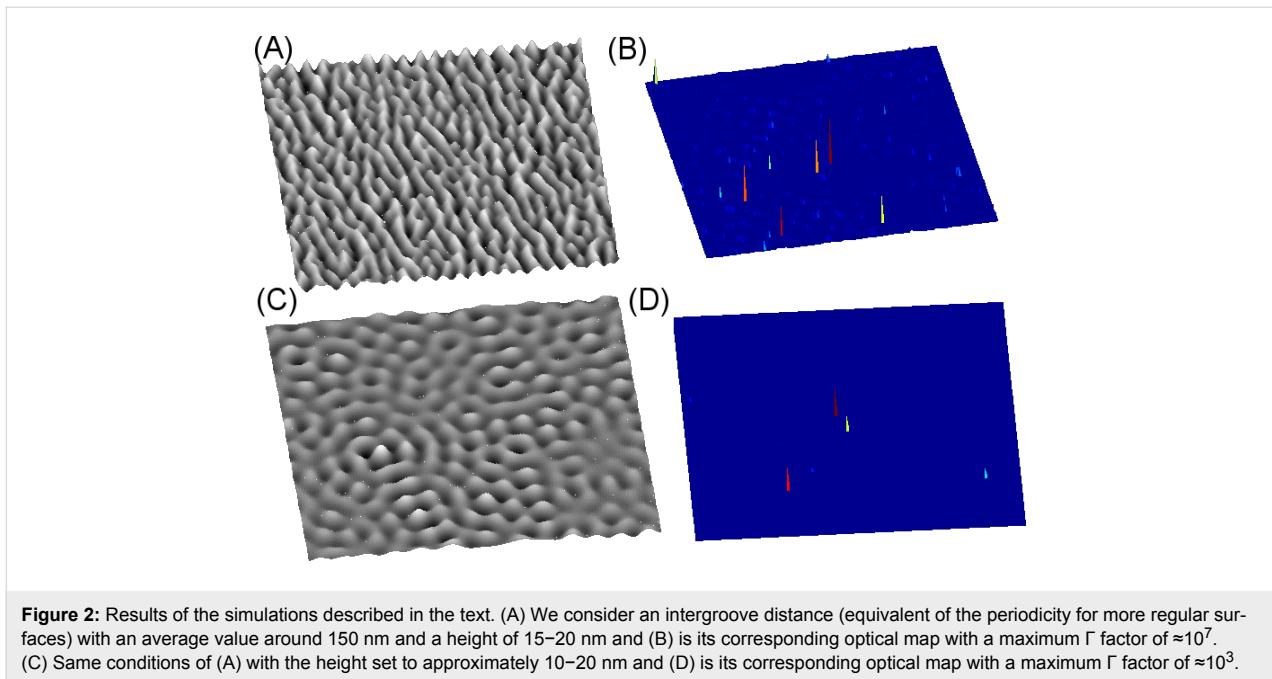 (A)
(B)
(C)
(D)
Figure 2: Results of the simulations described in the text. (A) We consider an intergroove distance (equivalent of the periodicity for more regular sur-
faces) with an average value around 150 nm and a height of 15−20 nm and (B) is its corresponding optical map with a maximum Γ factor of ≈10⁷.
(C) Same conditions of (A) with the height set to approximately 10−20 nm and (D) is its corresponding optical map with a maximum Γ factor of ≈10³.